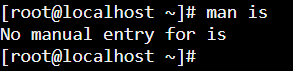 [root@localhost ~]# man is
No manual entry for is
[root@localhost ~]#